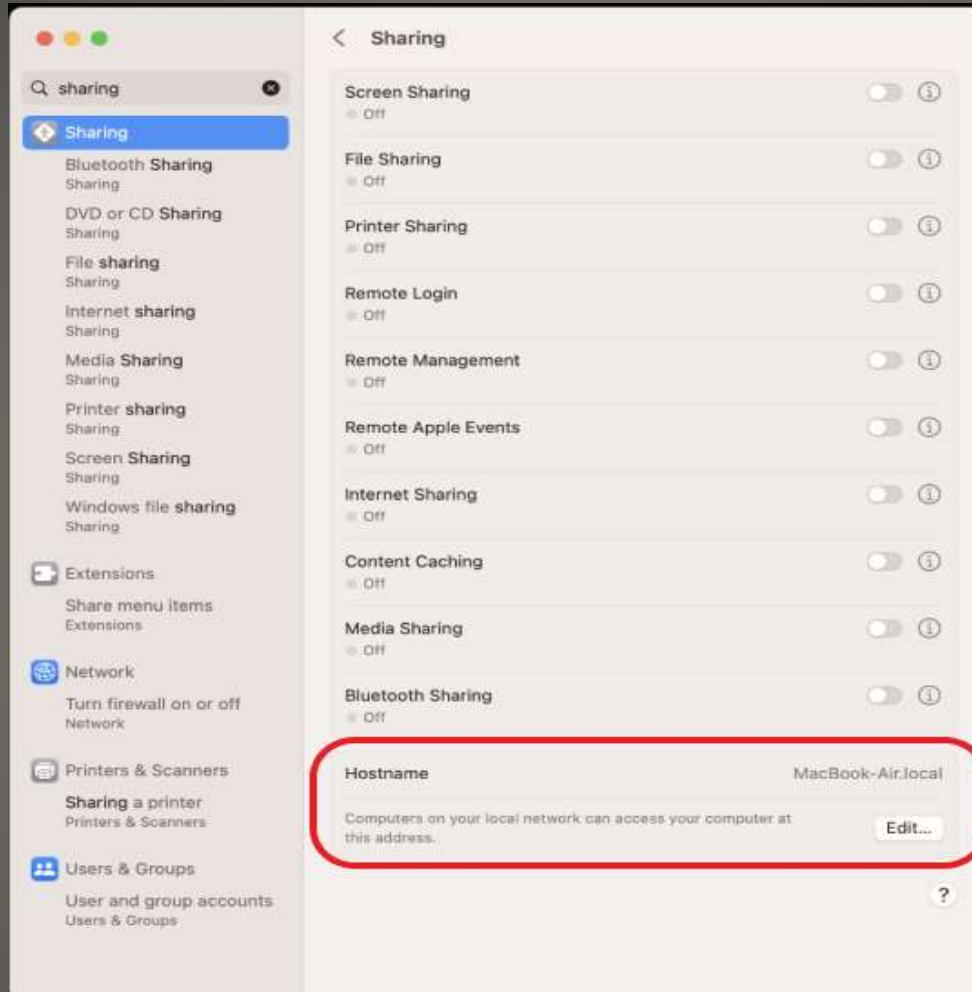 sharing
Sharing
Bluetooth Sharing
Sharing
DVD or CD Sharing
Sharing
File sharing
Sharing
Internet sharing
Sharing
Media Sharing
Sharing
Printer sharing
Sharing
Screen Sharing
Sharing
Windows file sharing
Sharing
Extensions
Share menu items
Extensions
Network
Turn firewall on or off
Network
Printers & Scanners
Sharing a printer
Printers & Scanners
Users & Groups
User and group accounts
Users & Groups
Sharing
Screen Sharing
Off
File Sharing
Off
Printer Sharing
Off
Remote Login
Off
Remote Management
Off
Remote Apple Events
Off
Internet Sharing
Off
Content Caching
Off
Media Sharing
Off
Bluetooth Sharing
Off
Hostname MacBook-Air.local
Computers on your local network can access your computer at
this address.
Edit...
?